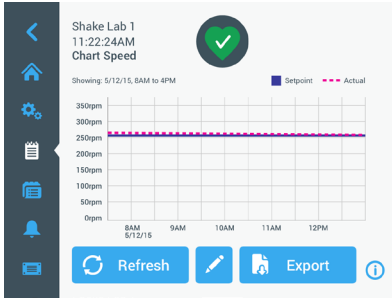 Shake Lab 1
11:22:24AM
Chart Speed
Showing: 5/12/15, 8AM to 4PM
Setpoint
Actual
350rpm
300rpm
250rpm
200rpm
150rpm
100rpm
50rpm
0rpm
8AM 9AM 10AM 11AM 12PM
5/12/15
Refresh
Export